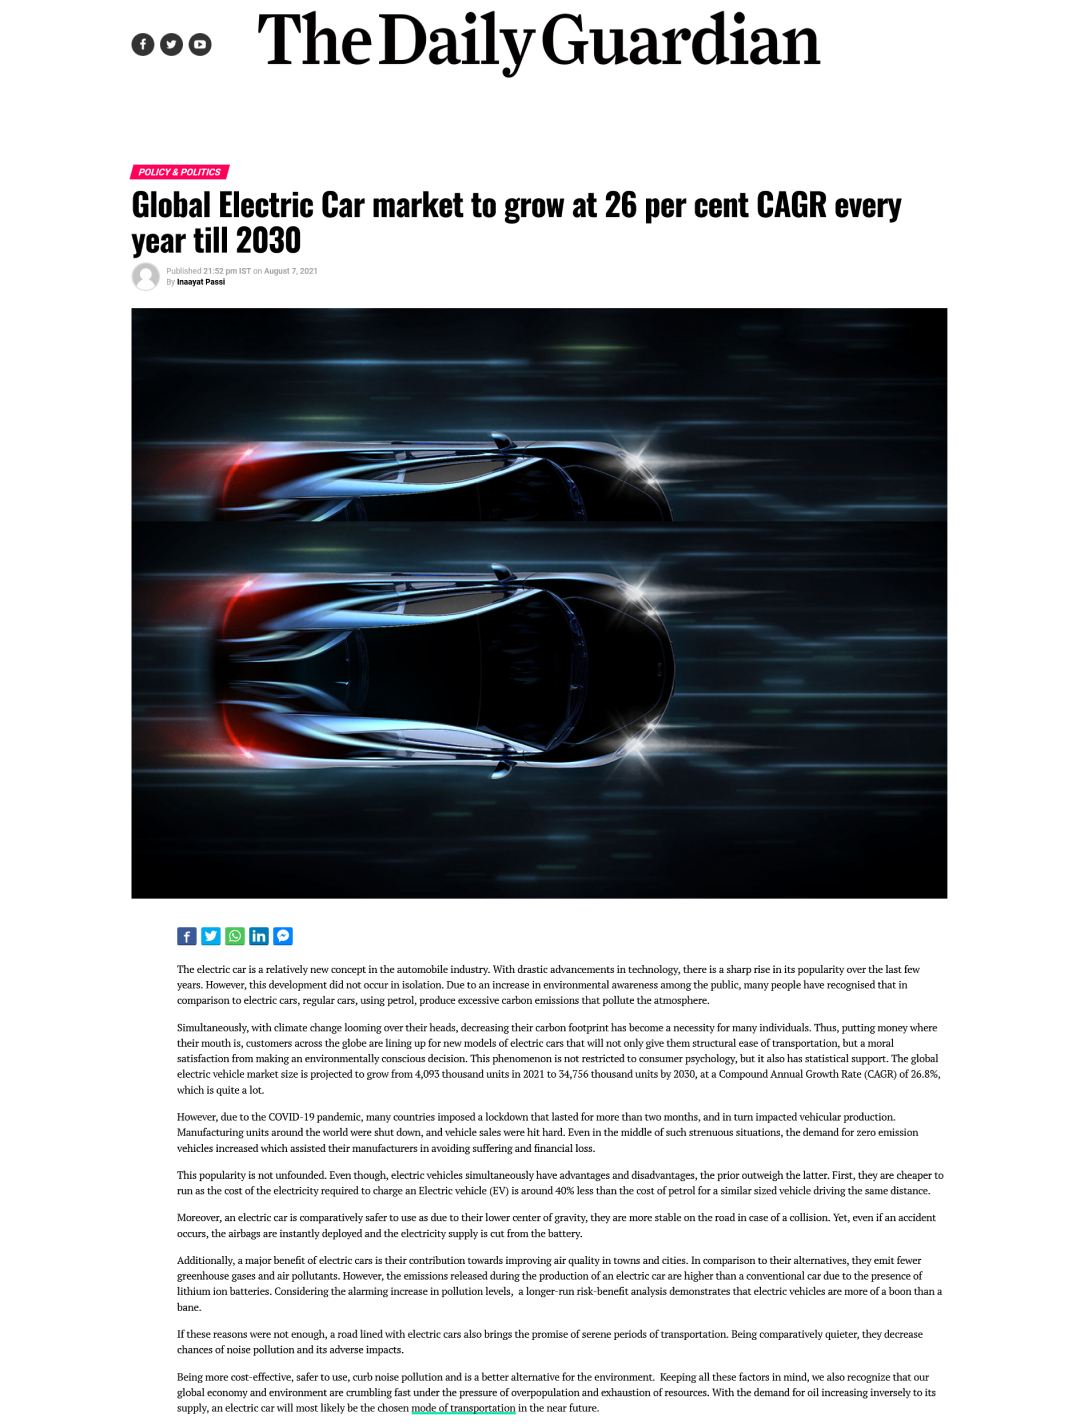 The Daily Guardian
POLICY & POLITICS
Global Electric Car market to grow at 26 per cent CAGR every
year till 2030
Published 21:52 pm IST on August 7, 2021
By Inaayat Passi
The electric car is a relatively new concept in the automobile industry. With drastic advancements in technology, there is a sharp rise in its popularity over the last few
years. However, this development did not occur in isolation. Due to an increase in environmental awareness among the public, many people have recognised that in
comparison to electric cars, regular cars, using petrol, produce excessive carbon emissions that pollute the atmosphere.
Simultaneously, with climate change looming over their heads, decreasing their carbon footprint has become a necessity for many individuals. Thus, putting money where
their mouth is, customers across the globe are lining up for new models of electric cars that will not only give them structural ease of transportation, but a moral
satisfaction from making an environmentally conscious decision. This phenomenon is not restricted to consumer psychology, but it also has statistical support. The global
electric vehicle market size is projected to grow from 4,093 thousand units in 2021 to 34,756 thousand units by 2030, at a Compound Annual Growth Rate (CAGR) of 26.8%,
which is quite a lot.
However, due to the COVID-19 pandemic, many countries imposed a lockdown that lasted for more than two months, and in turn impacted vehicular production.
Manufacturing units around the world were shut down, and vehicle sales were hit hard. Even in the middle of such strenuous situations, the demand for zero emission
vehicles increased which assisted their manufacturers in avoiding suffering and financial loss.
This popularity is not unfounded. Even though, electric vehicles simultaneously have advantages and disadvantages, the prior outweigh the latter. First, they are cheaper to
run as the cost of the electricity required to charge an Electric vehicle (EV) is around 40% less than the cost of petrol for a similar sized vehicle driving the same distance.
Moreover, an electric car is comparatively safer to use as due to their lower center of gravity, they are more stable on the road in case of a collision. Yet, even if an accident
occurs, the airbags are instantly deployed and the electricity supply is cut from the battery.
Additionally, a major benefit of electric cars is their contribution towards improving air quality in towns and cities. In comparison to their alternatives, they emit fewer
greenhouse gases and air pollutants. However, the emissions released during the production of an electric car are higher than a conventional car due to the presence of
lithium ion batteries. Considering the alarming increase in pollution levels,  a longer-run risk-benefit analysis demonstrates that electric vehicles are more of a boon than a
bane.
If these reasons were not enough, a road lined with electric cars also brings the promise of serene periods of transportation. Being comparatively quieter, they decrease
chances of noise pollution and its adverse impacts.
Being more cost-effective, safer to use, curb noise pollution and is a better alternative for the environment.  Keeping all these factors in mind, we also recognize that our
global economy and environment are crumbling fast under the pressure of overpopulation and exhaustion of resources. With the demand for oil increasing inversely to its
supply, an electric car will most likely be the chosen mode of transportation in the near future.